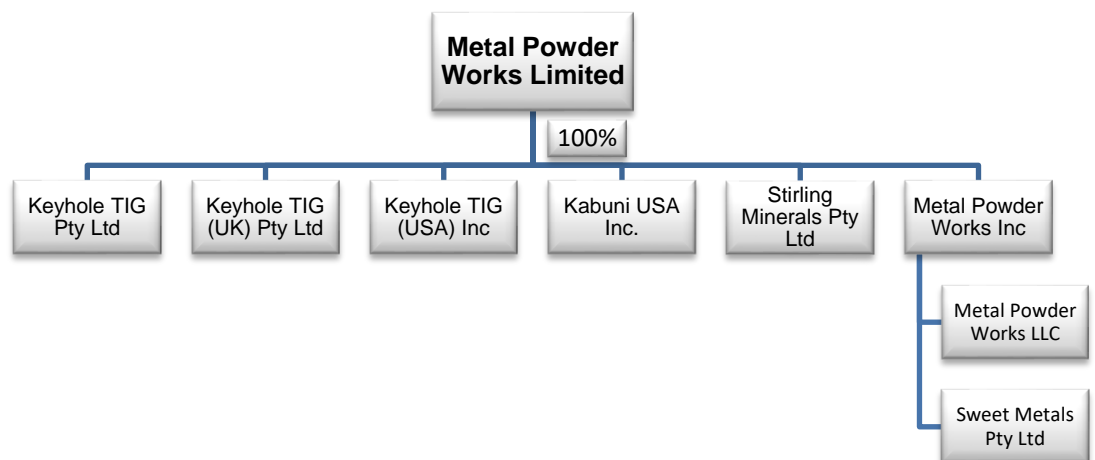 Metal Powder
Works Limited
100%
Keyhole TIG
Pty Ltd
Keyhole TIG
(UK) Pty Ltd
Keyhole TIG
(USA) Inc
Kabuni USA
Inc.
Stirling
Minerals Pty
Ltd
Metal Powder
Works Inc
Metal Powder
Works LLC
Sweet Metals
Pty Ltd